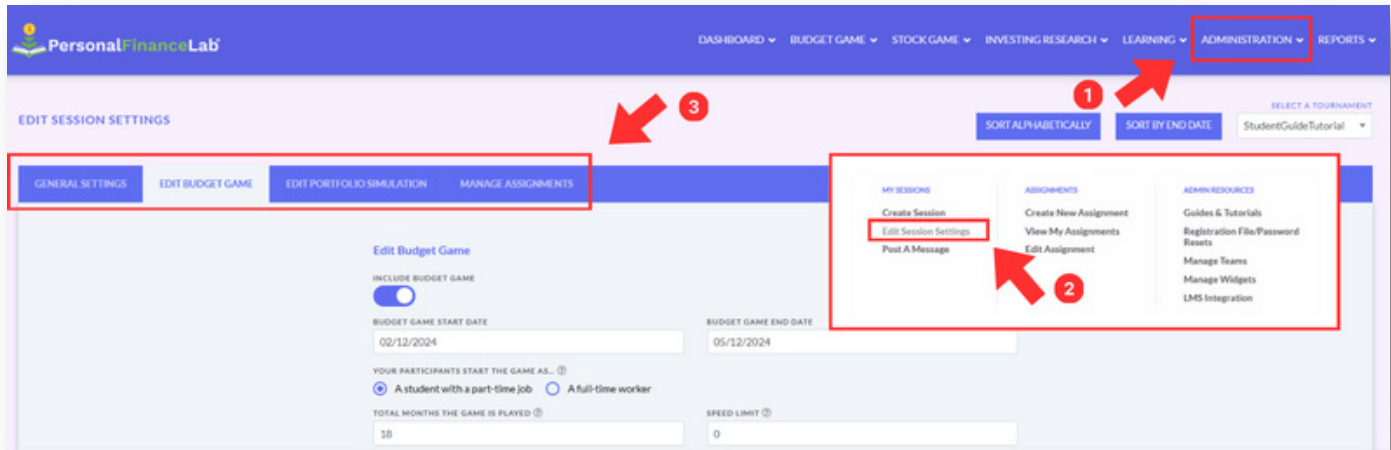 PersonalFinanceLab
DASHBOARD BUDGET GAME STOCK GAME INVESTING RESEARCH LEARNING ADMINISTRATION REPORTS
1
3
EDIT SESSION SETTINGS
SORT ALPHABETICALLY
SORT BY END DATE
SELECT A TOURNAMENT
StudentGuideTutorial
GENERAL SETTINGS EDIT BUDGET GAME EDIT PORTFOLIO SIMULATION MANAGE ASSIGNMENTS
MY SESSIONS
Create Session
Edit Session Settings
Post A Message
ASSIGNMENTS
Create New Assignment
View My Assignments
Edit Assignment
ADMIN RESOURCES
Guides & Tutorials
Registration File/Password
Resets
Manage Teams
Manage Widgets
LMS Integration
2
Edit Budget Game
INCLUDE BUDGET GAME
BUDGET GAME START DATE
02/12/2024
BUDGET GAME END DATE
05/12/2024
YOUR PARTICIPANTS START THE GAME AS... ?
A student with a part-time job A full-time worker
TOTAL MONTHS THE GAME IS PLAYED ?
18
SPEED LIMIT ?
0